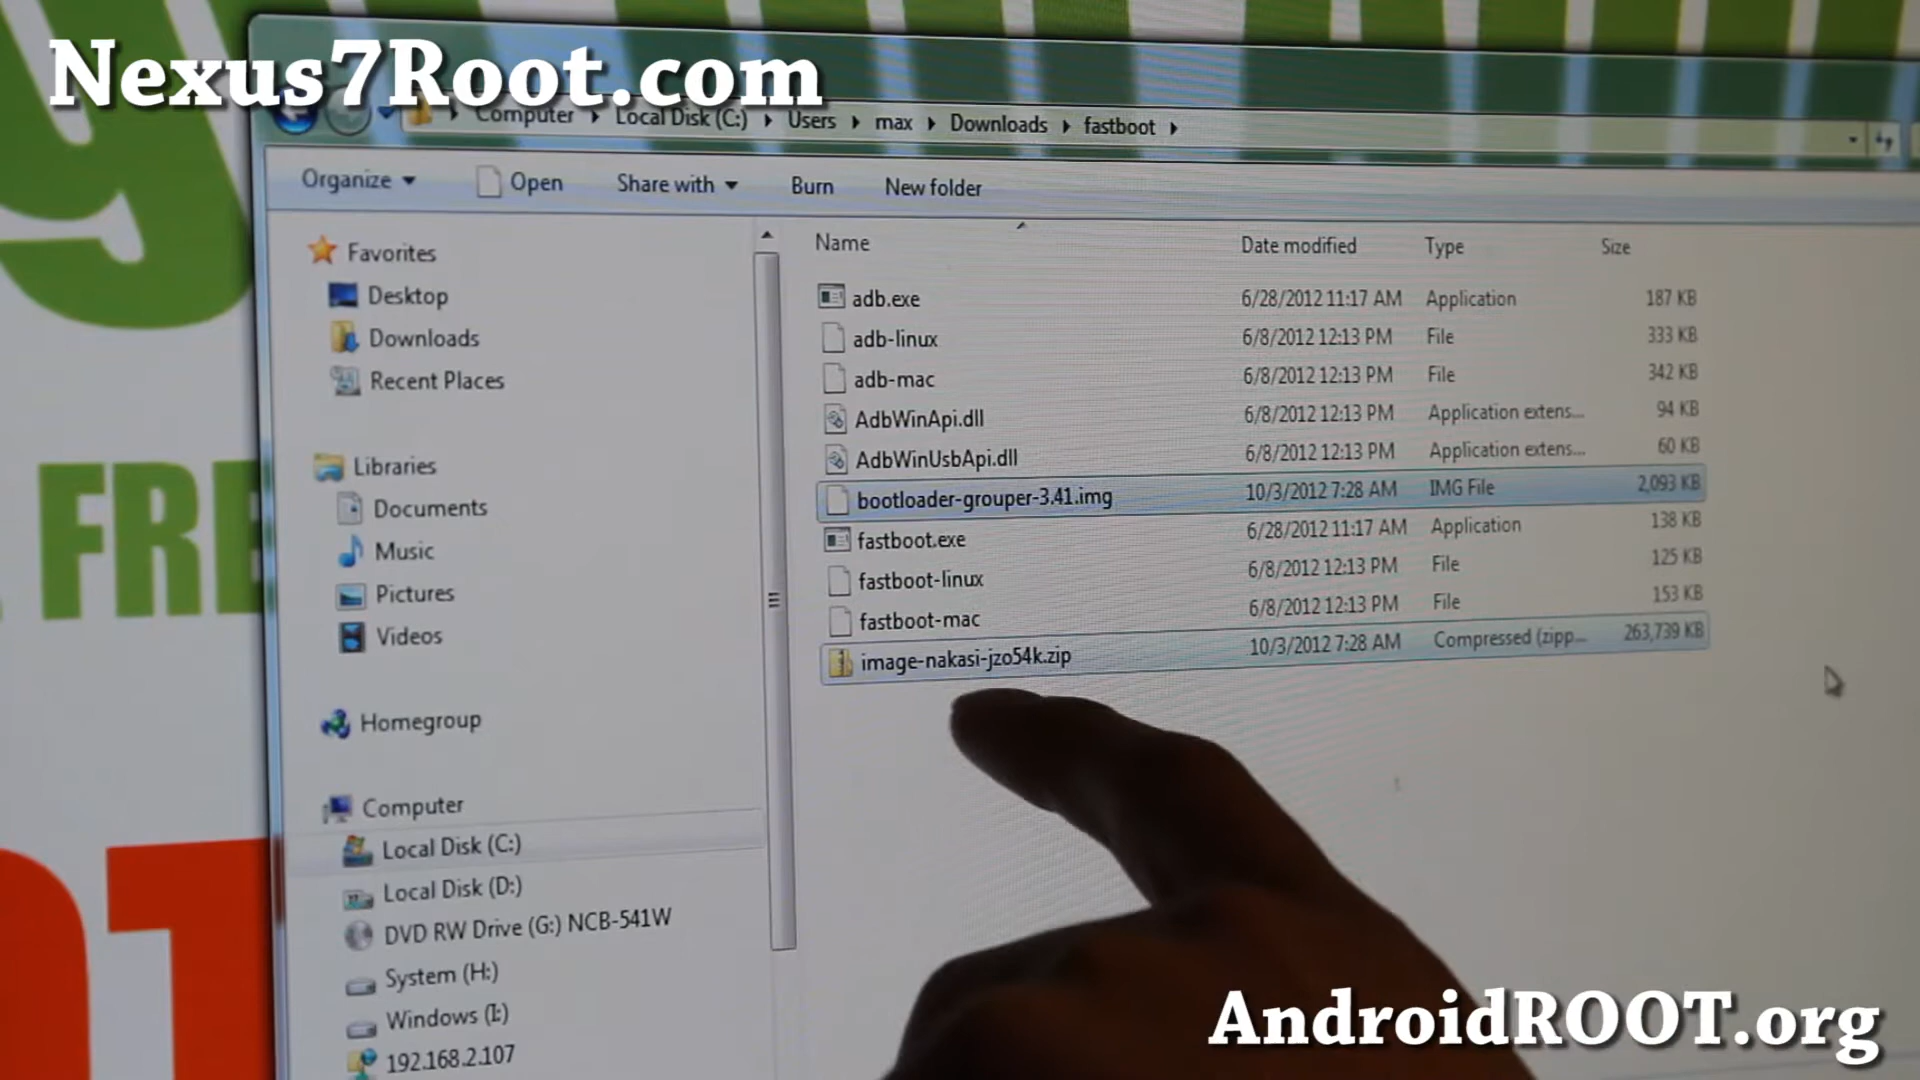 Nexus7Root.com
Computer Local Disk (C:) Users max Downloads fastboot
Organize Open Share with Burn New folder
Favorites
Desktop
Downloads
Recent Places
Libraries
Documents
Music
Pictures
Videos
Homegroup
Computer
Local Disk (C:)
Local Disk (D:)
DVD RW Drive (G:) NCB-541W
System (H:)
Windows (I:)
192.168.2.107
Name Date modified Type Size
adb.exe 6/28/2012 11:17 AM Application 187 KB
adb-linux 6/8/2012 12:13 PM File 333 KB
adb-mac 6/8/2012 12:13 PM File 342 KB
AdbWinApi.dll 6/8/2012 12:13 PM Application extens... 94 KB
AdbWinUsbApi.dll 6/8/2012 12:13 PM Application extens... 60 KB
bootloader-grouper-3.41.img 10/3/2012 7:28 AM IMG File 2,093 KB
fastboot.exe 6/28/2012 11:17 AM Application 138 KB
fastboot-linux 6/8/2012 12:13 PM File 125 KB
fastboot-mac 6/8/2012 12:13 PM File 153 KB
image-nakasi-jzo54k.zip 10/3/2012 7:28 AM Compressed (zipp... 263,739 KB
FRE
AndroidROOT.org